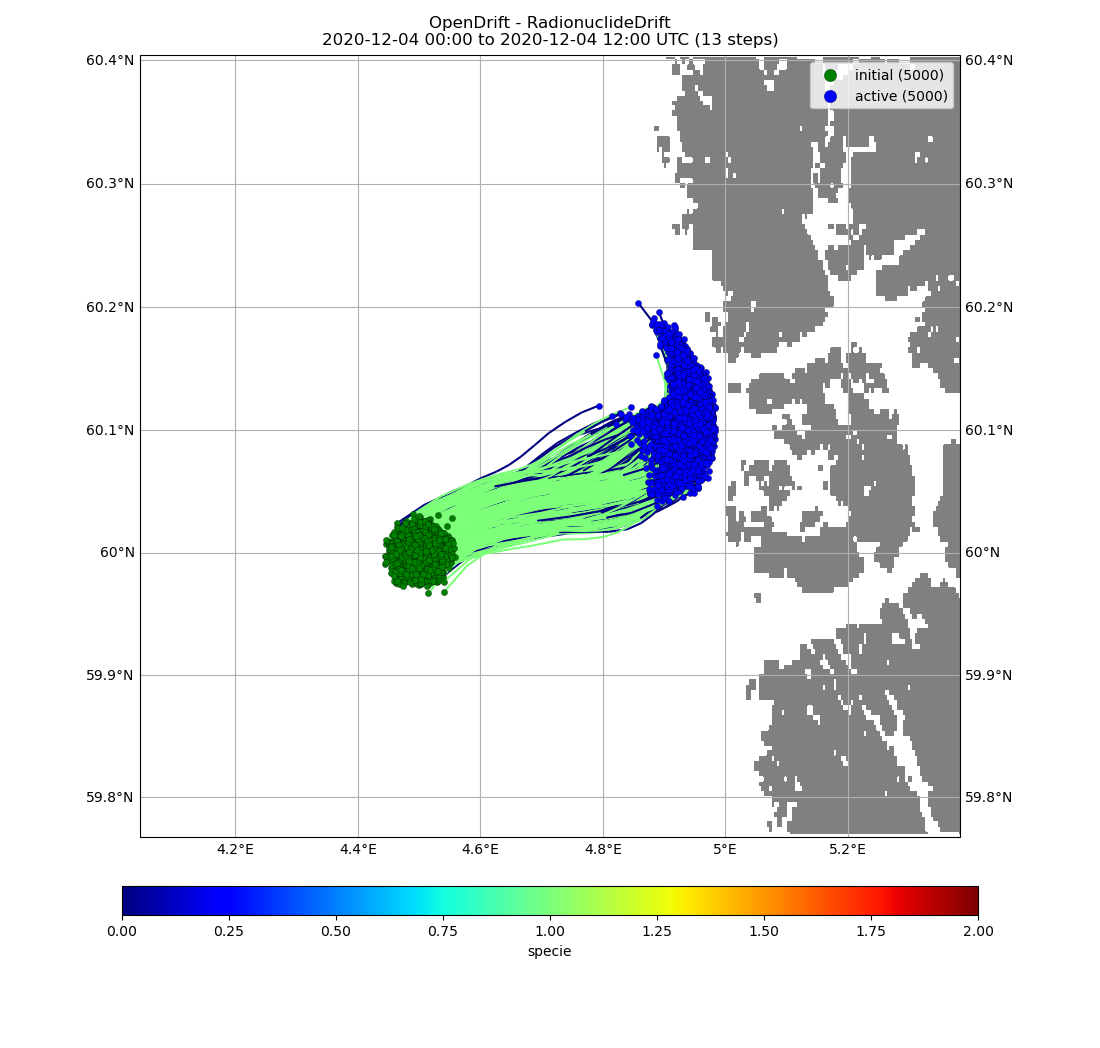 OpenDrift - RadionuclideDrift
2020-12-04 00:00 to 2020-12-04 12:00 UTC (13 steps)
60.4°N 60.4°N
initial (5000)
active (5000)
60.3°N 60.3°N
60.2°N 60.2°N
60.1°N 60.1°N
60°N 60°N
59.9°N 59.9°N
59.8°N 59.8°N
4.2°E 4.4°E 4.6°E 4.8°E 5°E 5.2°E
0.00 0.25 0.50 0.75 1.00 1.25 1.50 1.75 2.00
specie